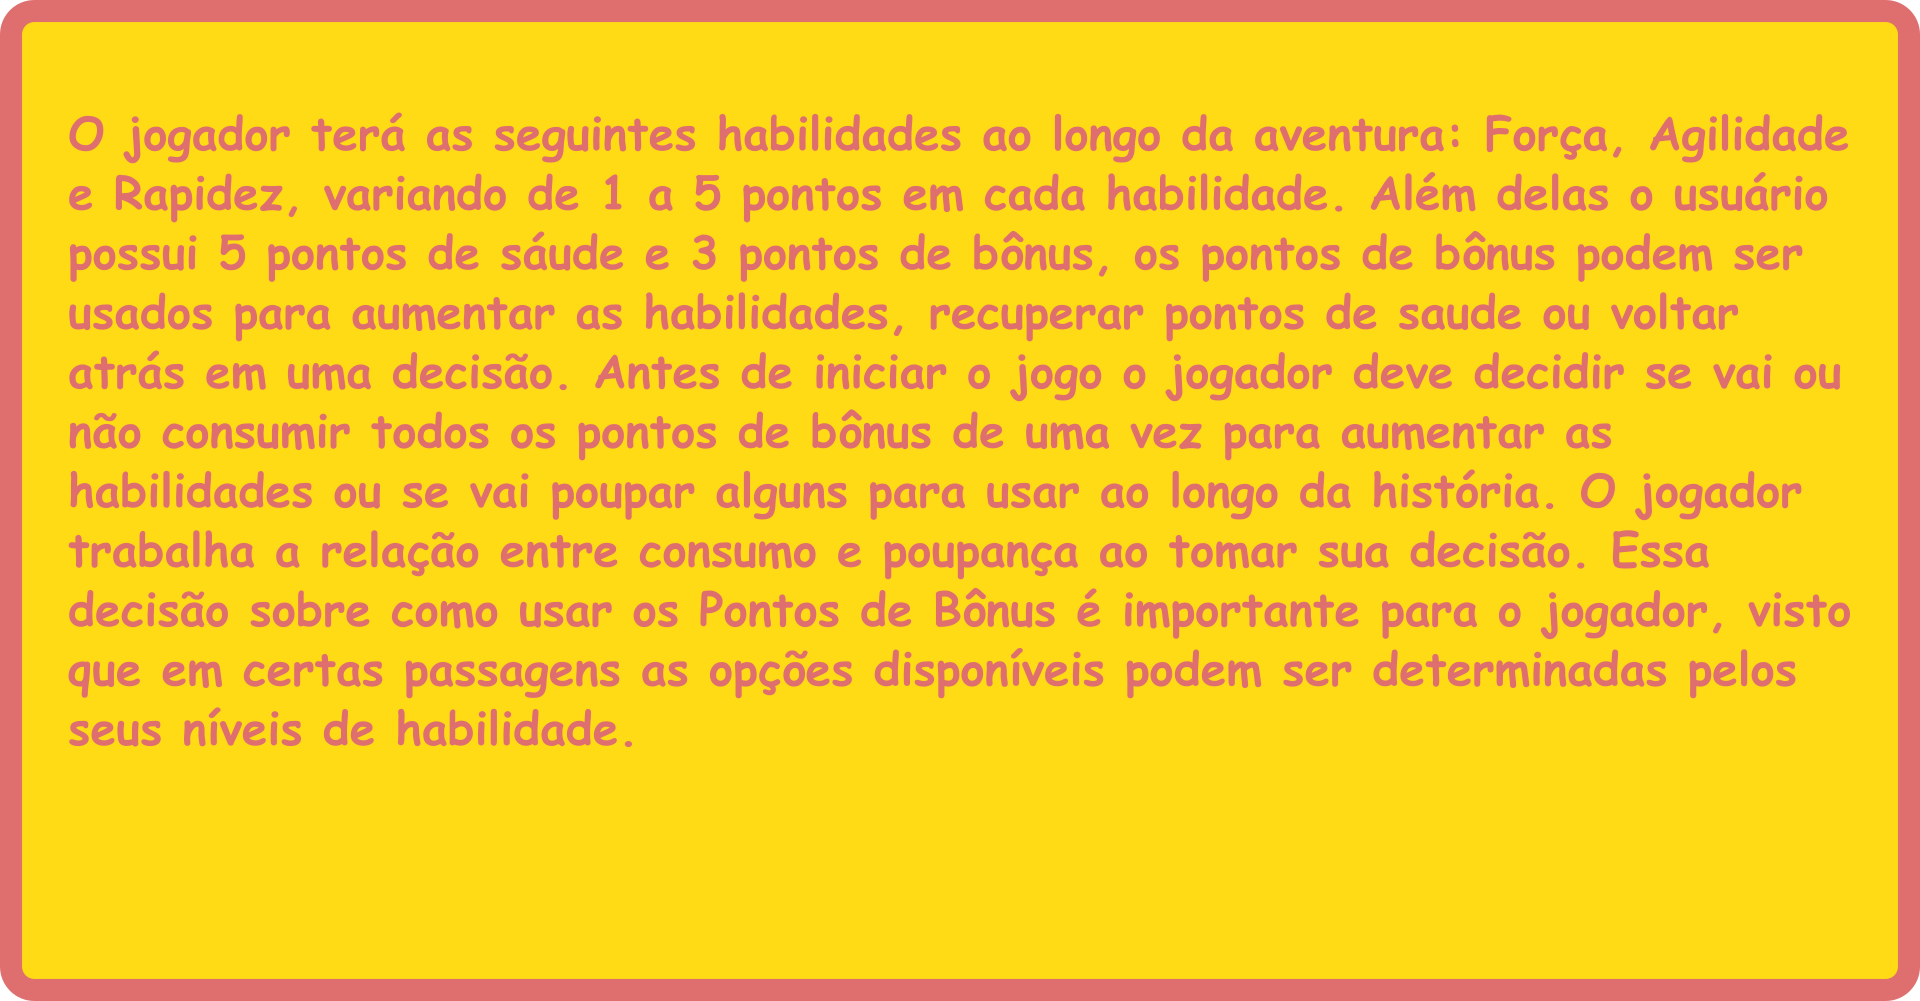 O jogador terá as seguintes habilidades ao longo da aventura: Força, Agilidade
e Rapidez, variando de 1 a 5 pontos em cada habilidade. Além delas o usuário
possui 5 pontos de sáude e 3 pontos de bônus, os pontos de bônus podem ser
usados para aumentar as habilidades, recuperar pontos de saude ou voltar
atrás em uma decisão. Antes de iniciar o jogo o jogador deve decidir se vai ou
não consumir todos os pontos de bônus de uma vez para aumentar as
habilidades ou se vai poupar alguns para usar ao longo da história. O jogador
trabalha a relação entre consumo e poupança ao tomar sua decisão. Essa
decisão sobre como usar os Pontos de Bônus é importante para o jogador, visto
que em certas passagens as opções disponíveis podem ser determinadas pelos
seus níveis de habilidade.